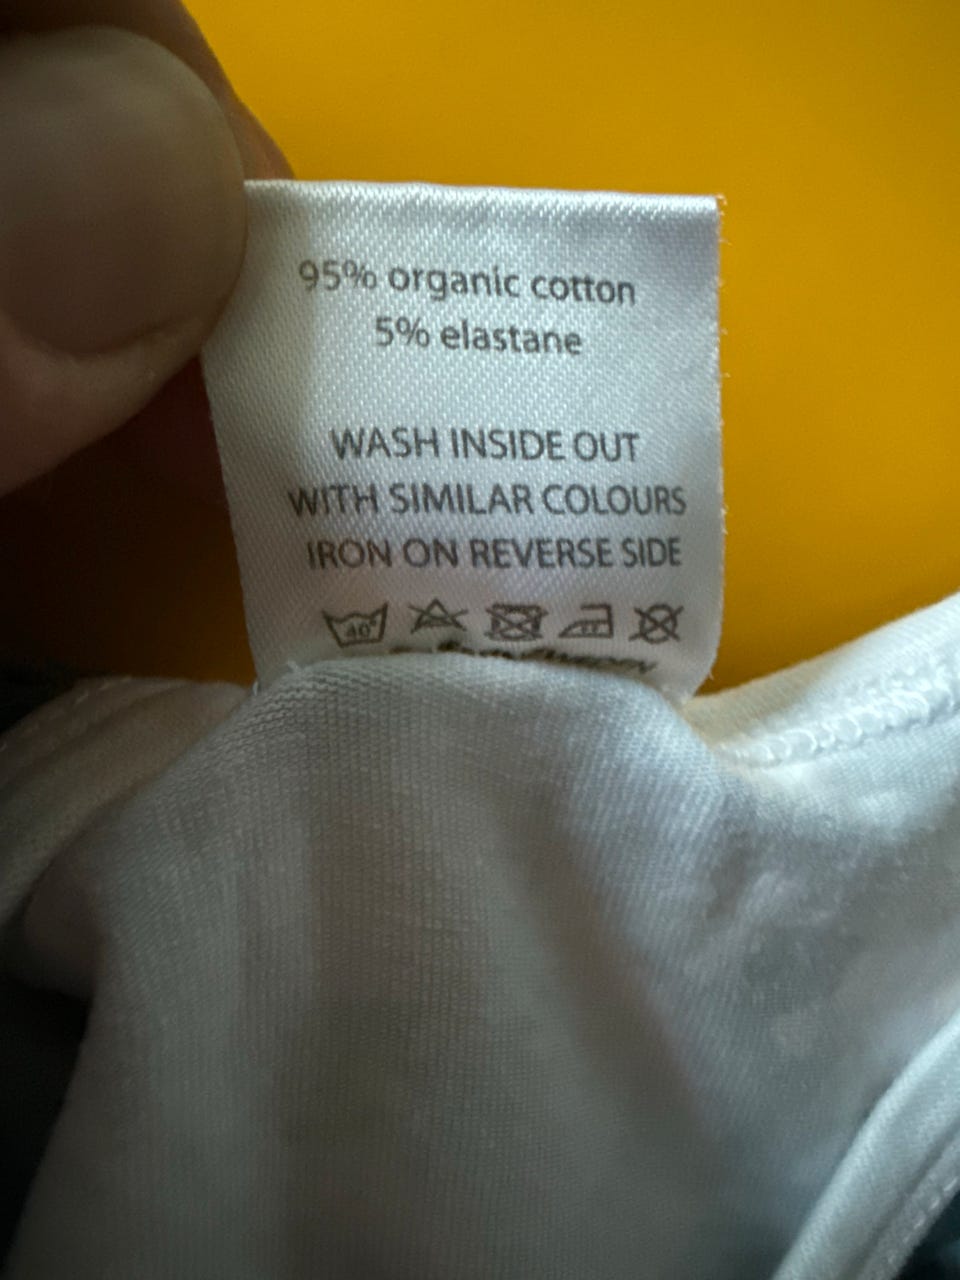 95% organic cotton
5% elastane
WASH INSIDE OUT
WITH SIMILAR COLOURS
IRON ON REVERSE SIDE
40°